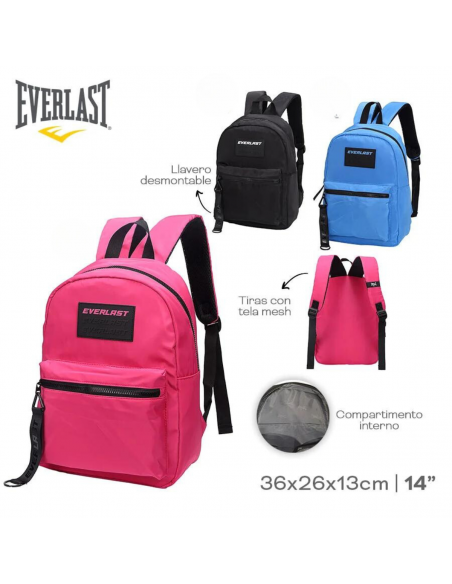 EVERLAST
EVERLAST
EVERLAST
Llavero
desmontable
EVERLAST
Tiras con
tela mesh
Compartimento
interno
36x26x13cm | 14”